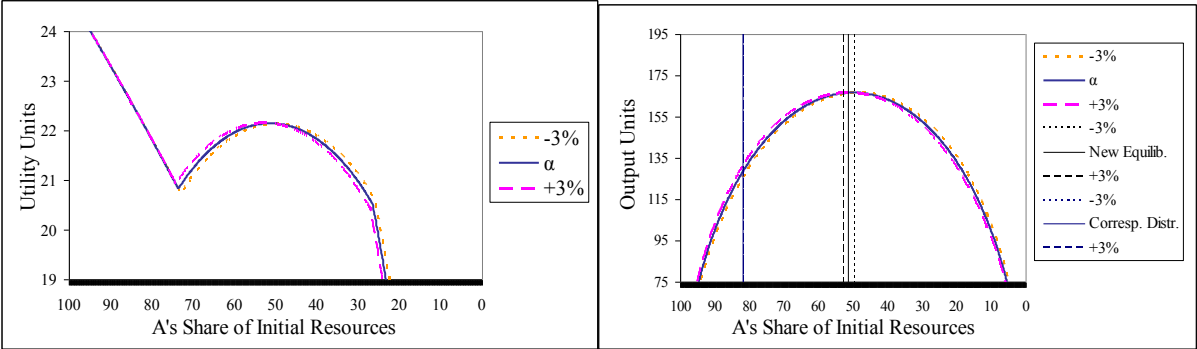 24
23
22
21
20
19
Utility Units
100 90 80 70 60 50 40 30 20 10 0
A's Share of Initial Resources
-3%
α
+3%
195
175
155
135
115
95
75
Output Units
100 90 80 70 60 50 40 30 20 10 0
A's Share of Initial Resources
-3%
α
+3%
-3%
New Equilib.
+3%
-3%
Corresp. Distr.
+3%